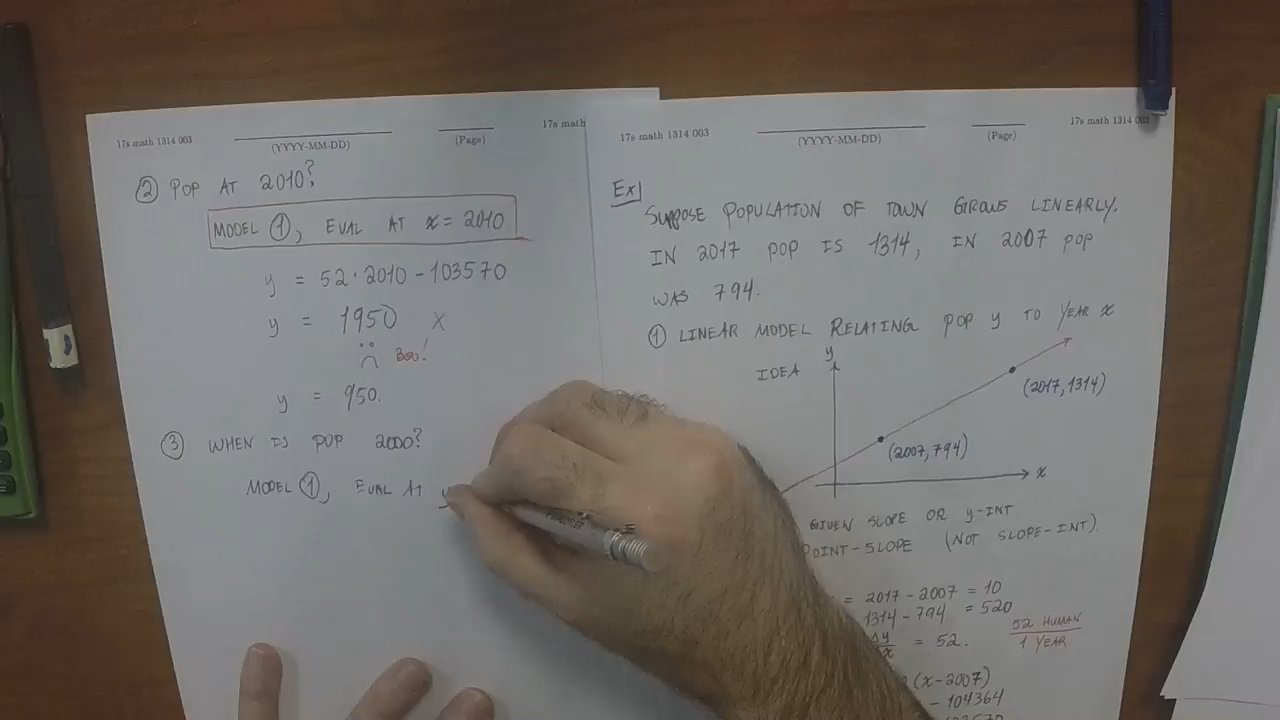 17s math 1314 003
(YYYY-MM-DD)
(Page)
17s math
② POP AT 2010?
MODEL ①, EVAL AT x = 2010
y = 52·2010 - 103570
y = 1950 X
Boo!
y = 950.
③ WHEN IS POP 2000?
MODEL ①, EVAL AT y
17s math 1314 003
(YYYY-MM-DD)
(Page)
17s math 1314 003
Ex
SUPPOSE POPULATION OF TOWN GROWS LINEARLY.
IN 2017 POP IS 1314, IN 2007 POP
WAS 794.
① LINEAR MODEL RELATING POP y TO YEAR x
IDEA
y
(2017, 1314)
(2007, 794)
x
GIVEN SLOPE OR y-INT
POINT-SLOPE (NOT SLOPE-INT).
= 2017 - 2007 = 10
1314 - 794 = 520
= 52.
52 HUMAN
1 YEAR
(x-2007)
- 104364